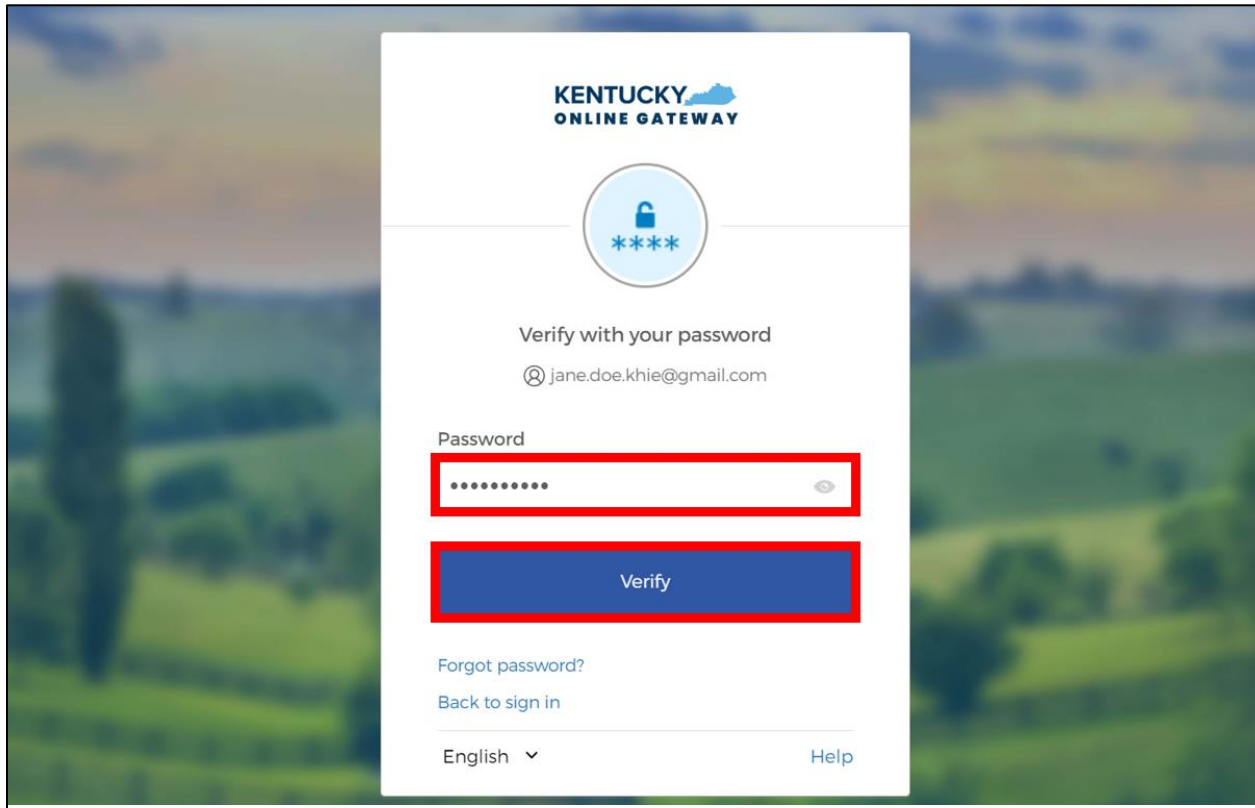 KENTUCKY
ONLINE GATEWAY
****
Verify with your password
jane.doe.khie@gmail.com
Password
••••••••••
Verify
Forgot password?
Back to sign in
English
Help